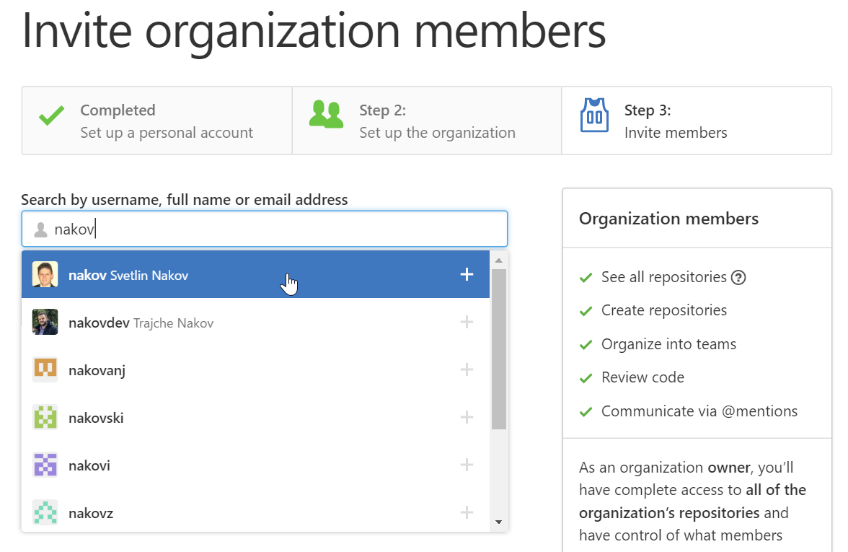 Invite organization members
Completed
Set up a personal account
Step 2:
Set up the organization
Step 3:
Invite members
Search by username, full name or email address
nakov
nakov Svetlin Nakov
nakovdev Trajche Nakov
nakovanj
nakovski
nakovi
nakovz
Organization members
See all repositories
Create repositories
Organize into teams
Review code
Communicate via @mentions
As an organization owner, you’ll
have complete access to all of the
organization’s repositories and
have control of what members